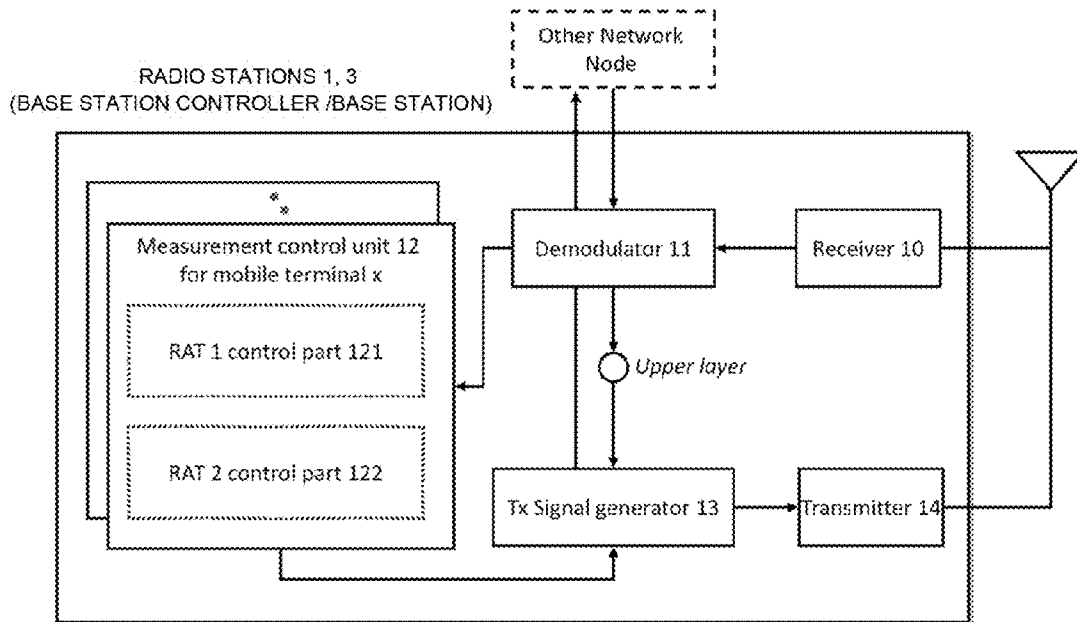 Other Network
Node
RADIO STATIONS 1, 3
(BASE STATION CONTROLLER /BASE STATION)
Measurement control unit 12
for mobile terminal x
Demodulator 11
Receiver 10
RAT 1 control part 121
Upper layer
RAT 2 control part 122
Tx Signal generator 13
Transmitter 14